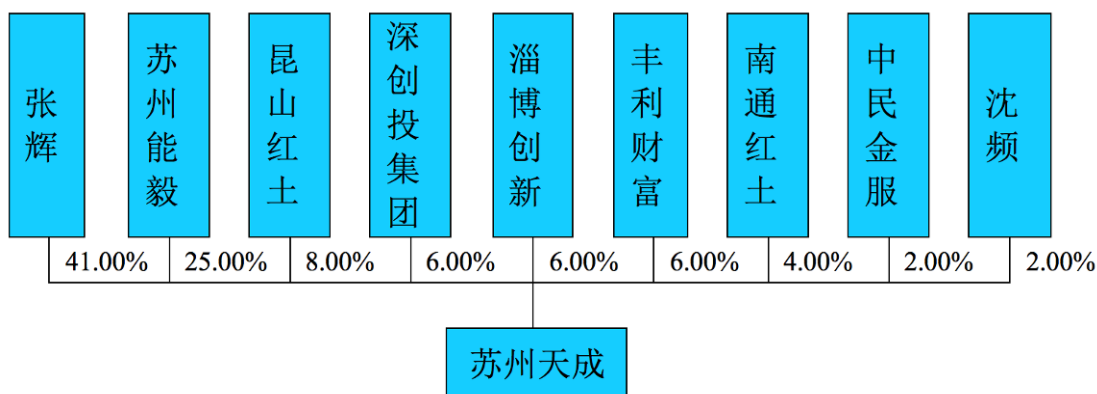 张辉
苏州能毅
昆山红土
深创投集团
淄博创新
丰利财富
南通红土
中民金服
沈频
41.00%
25.00%
8.00%
6.00%
6.00%
6.00%
4.00%
2.00%
2.00%
苏州天成